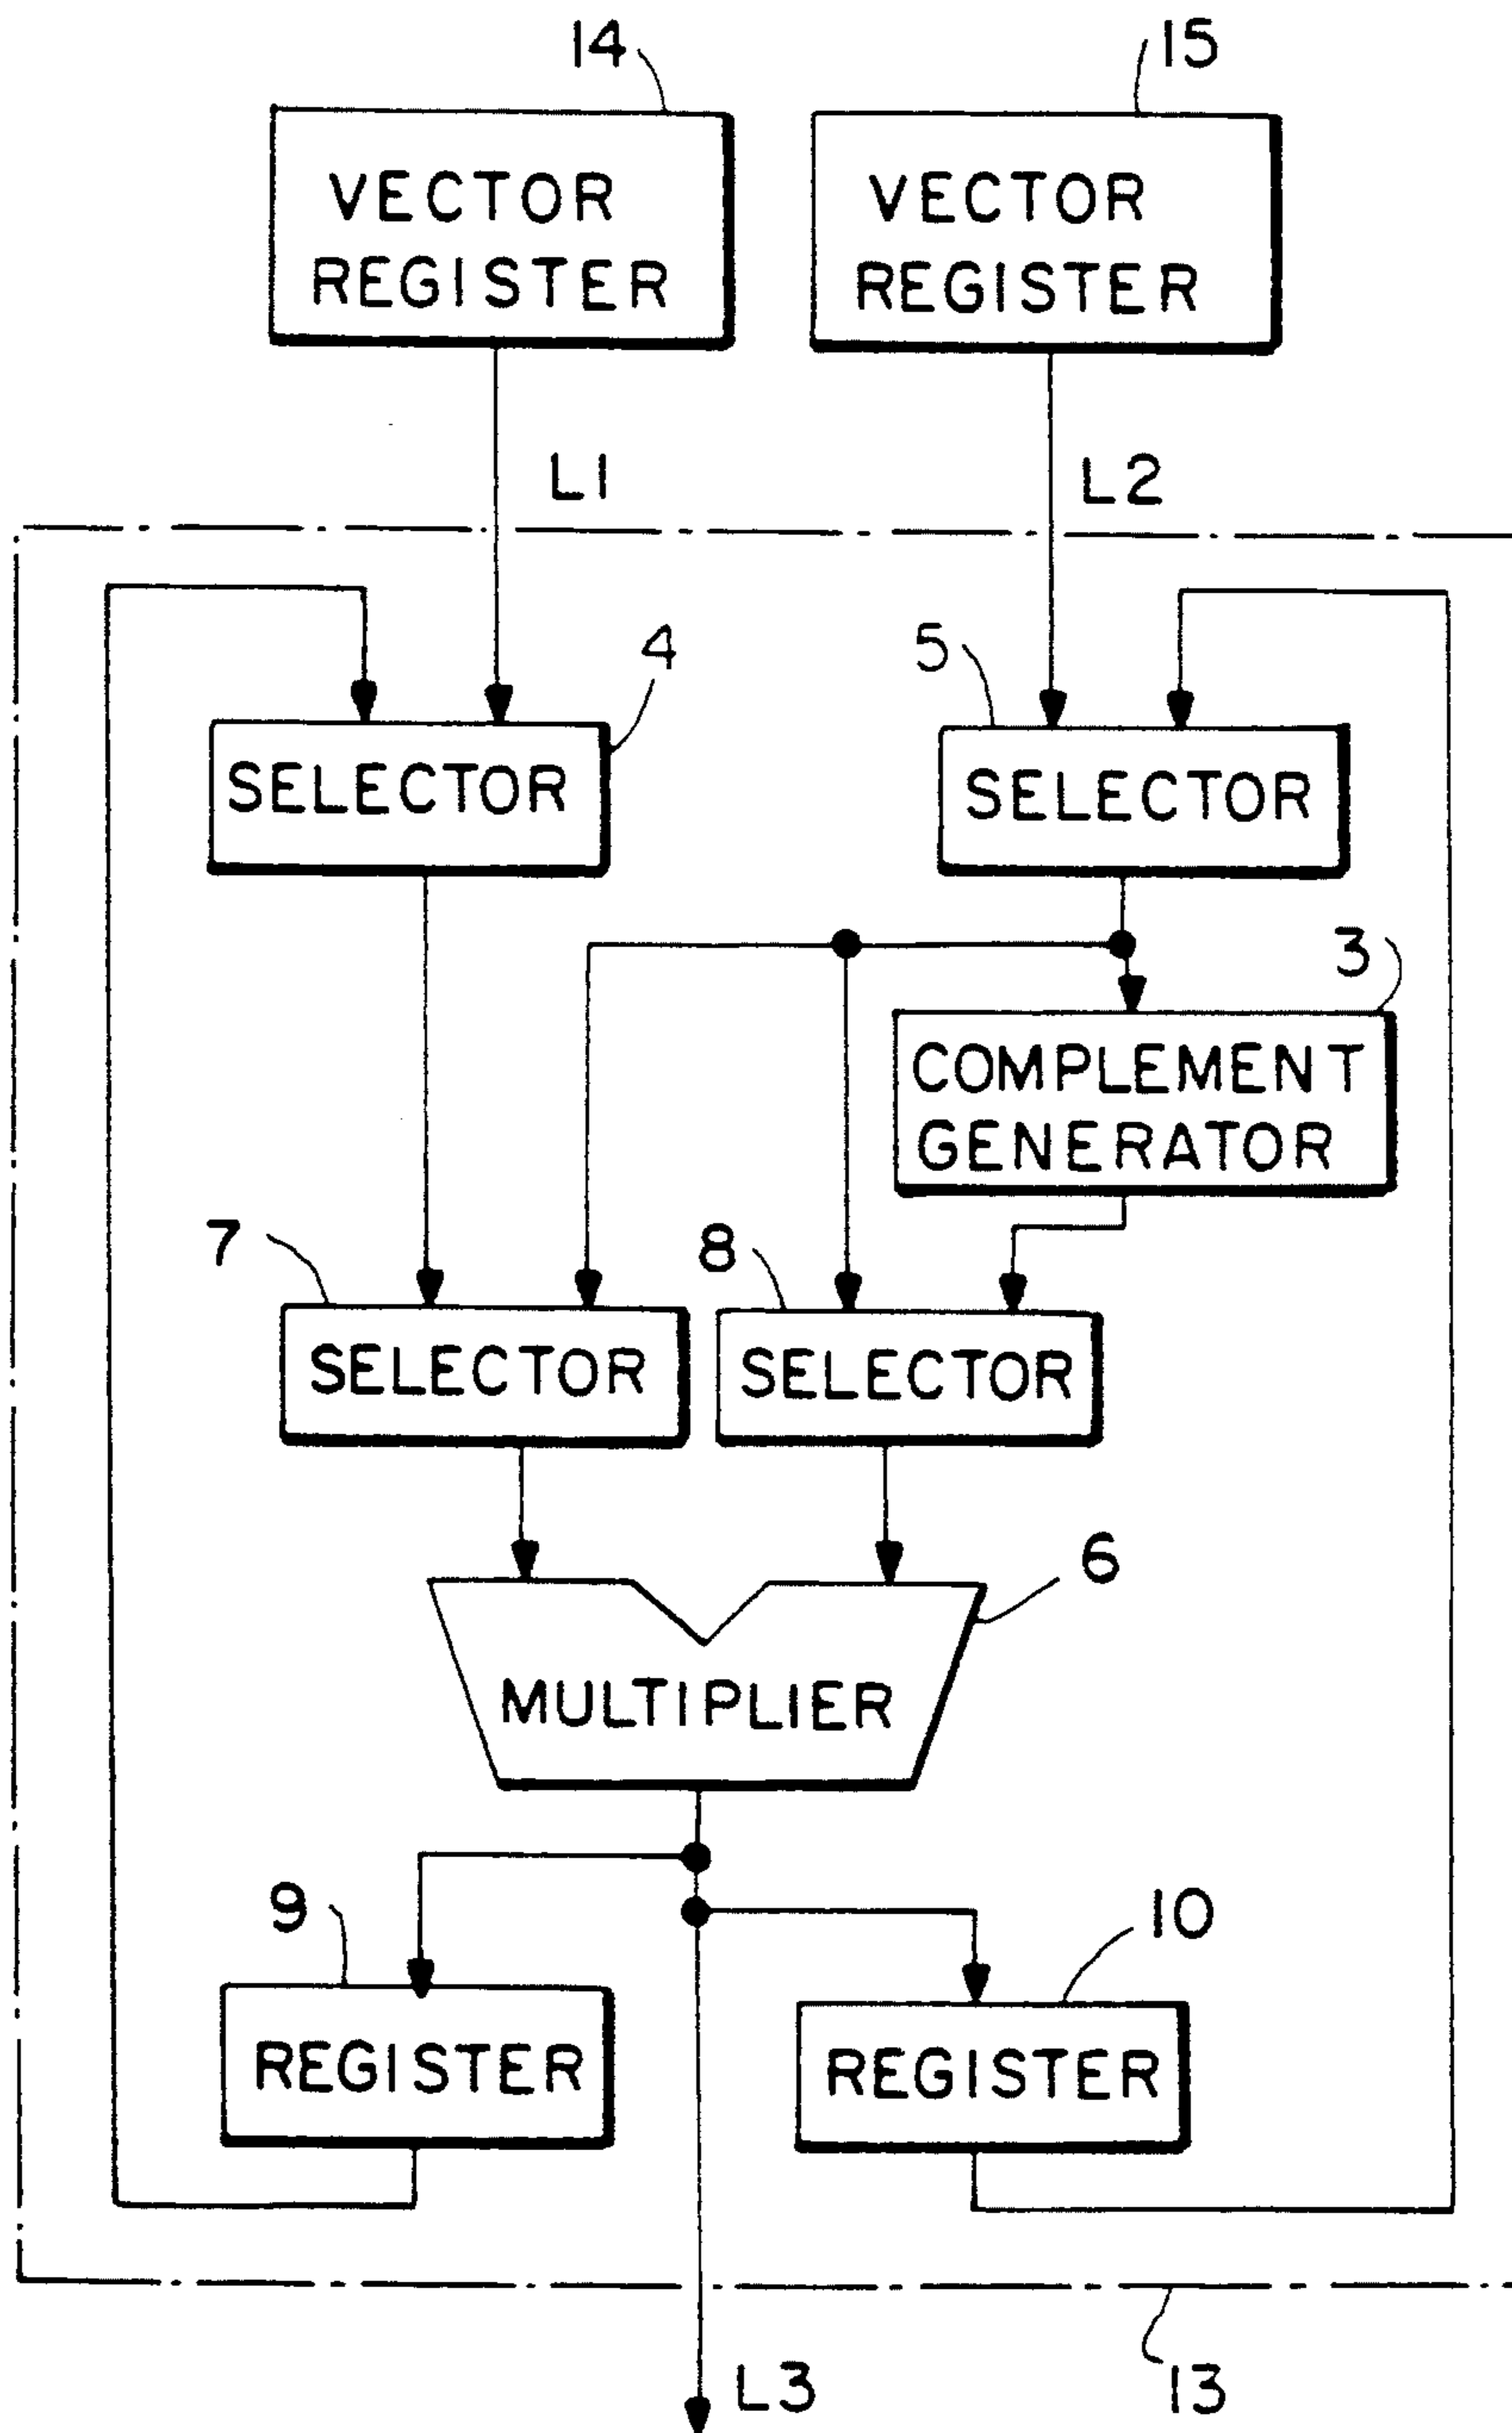 14
15
VECTOR
REGISTER
VECTOR
REGISTER
L1
L2
4
5
SELECTOR
SELECTOR
3
COMPLEMENT
GENERATOR
7
8
SELECTOR
SELECTOR
6
MULTIPLIER
9
10
REGISTER
REGISTER
L3
13